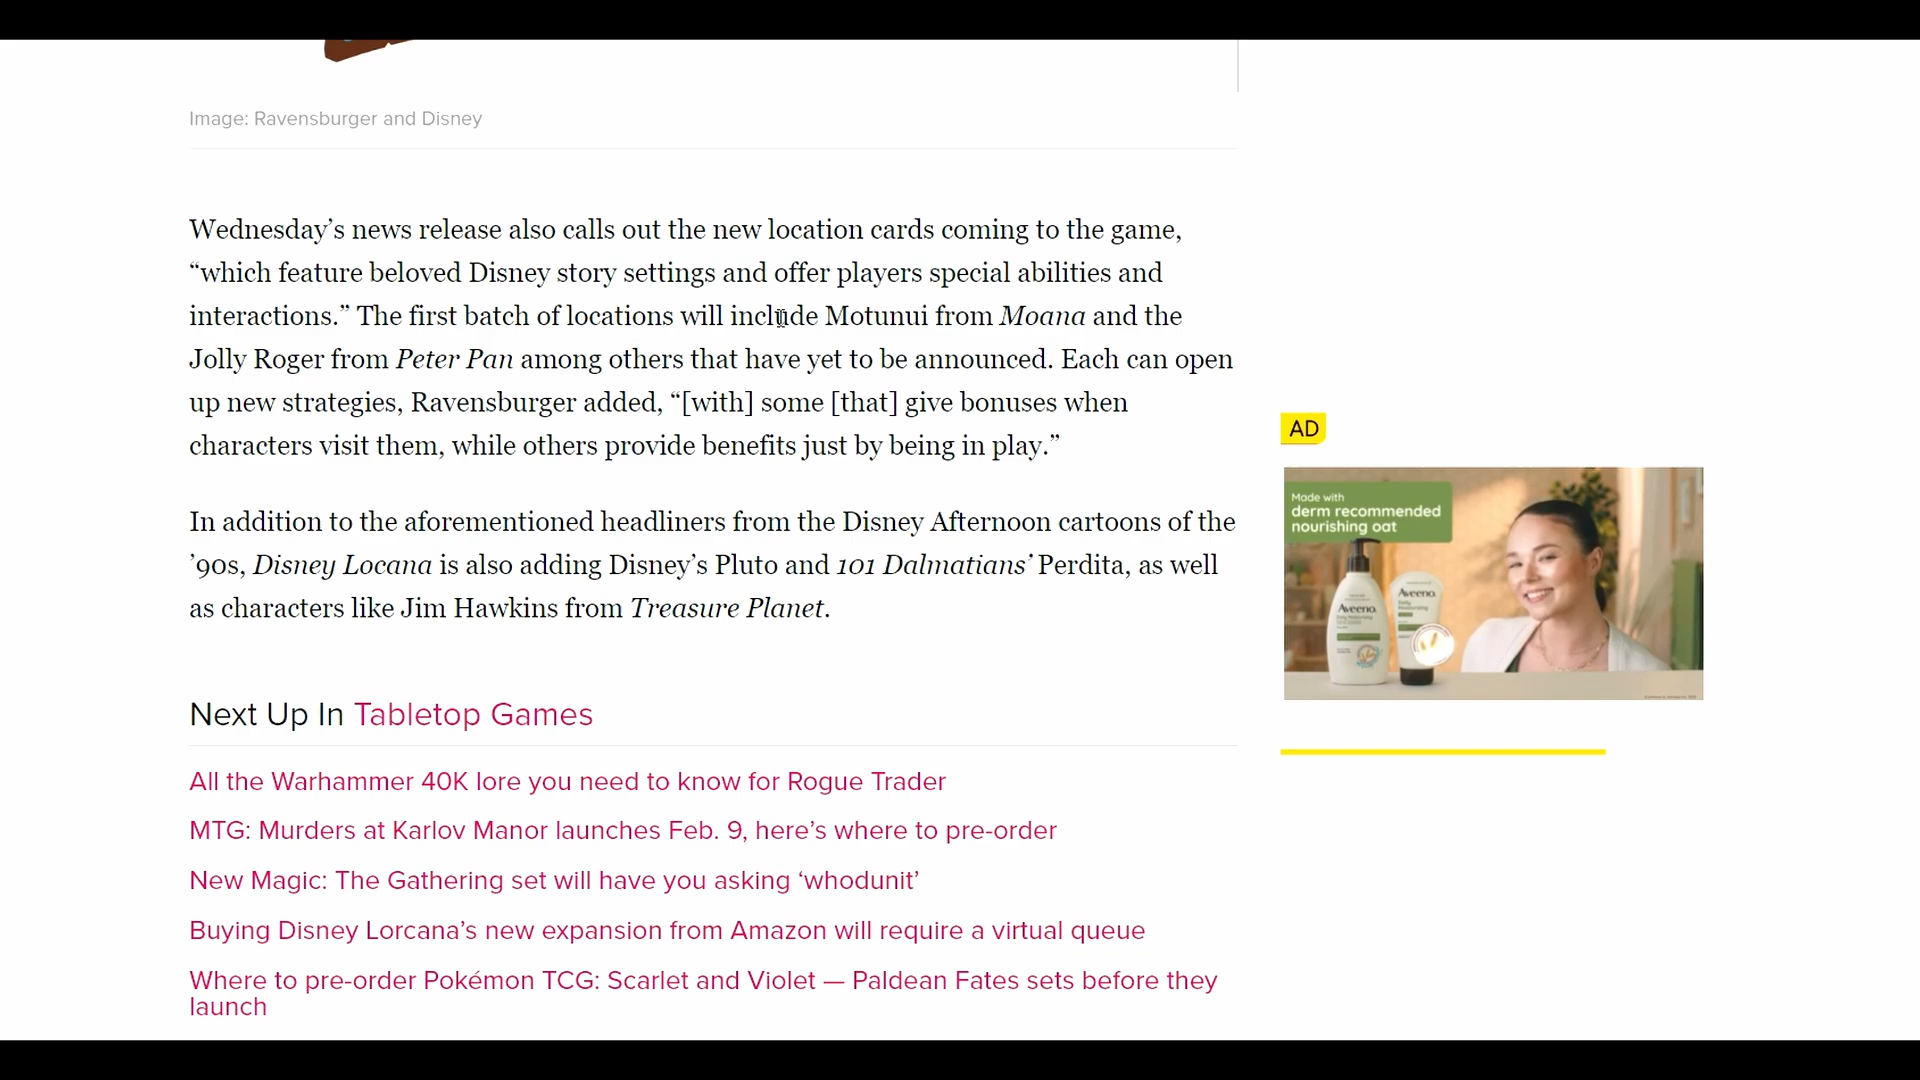 Image: Ravensburger and Disney
Wednesday’s news release also calls out the new location cards coming to the game,
“which feature beloved Disney story settings and offer players special abilities and
interactions.” The first batch of locations will include Motunui from Moana and the
Jolly Roger from Peter Pan among others that have yet to be announced. Each can open
up new strategies, Ravensburger added, “[with] some [that] give bonuses when
characters visit them, while others provide benefits just by being in play.”
In addition to the aforementioned headliners from the Disney Afternoon cartoons of the
’90s, Disney Locana is also adding Disney’s Pluto and 101 Dalmatians’ Perdita, as well
as characters like Jim Hawkins from Treasure Planet.
Next Up In Tabletop Games
All the Warhammer 40K lore you need to know for Rogue Trader
MTG: Murders at Karlov Manor launches Feb. 9, here’s where to pre-order
New Magic: The Gathering set will have you asking ‘whodunit’
Buying Disney Lorcana’s new expansion from Amazon will require a virtual queue
Where to pre-order Pokémon TCG: Scarlet and Violet — Paldean Fates sets before they
launch
AD
Made with
derm recommended
nourishing oat
Aveeno
Aveeno